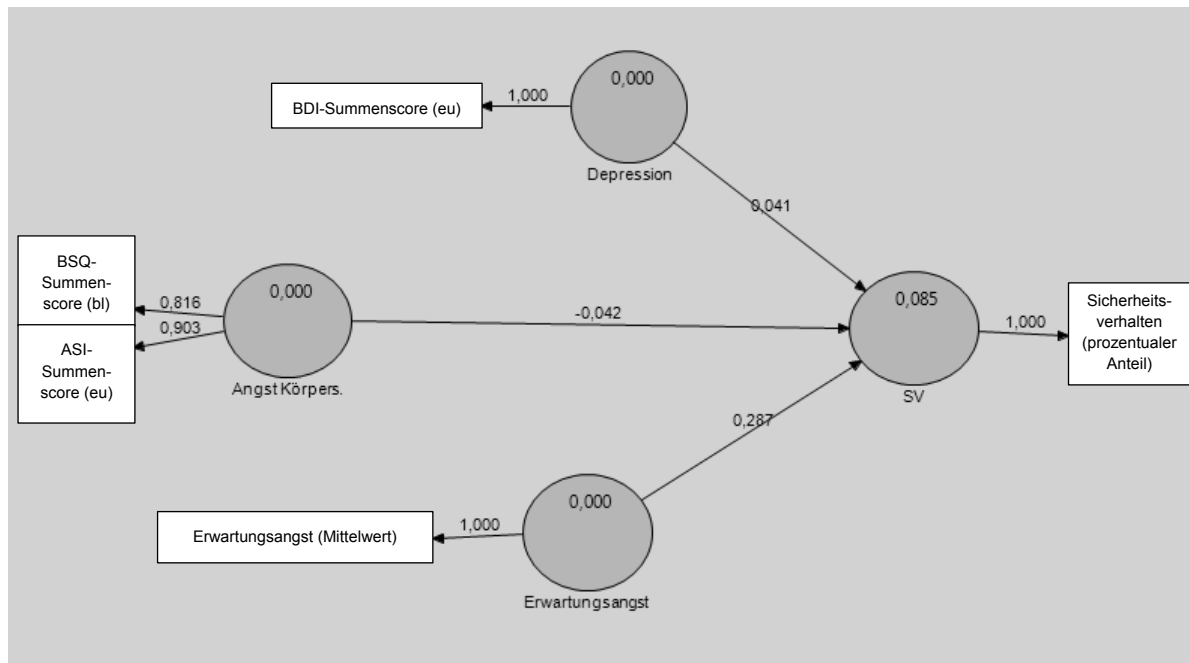 0,000
BDI-Summenscore (eu)
1,000
Depression
0,041
BSQ-
Summen-
score (bl)
0,816
0,903
ASI-
Summen-
score (eu)
0,000
Angst Körpers.
-0,042
0,085
SV
1,000
Sicherheits-
verhalten
(prozentualer
Anteil)
0,287
0,000
Erwartungsangst (Mittelwert)
1,000
Erwartungsangst